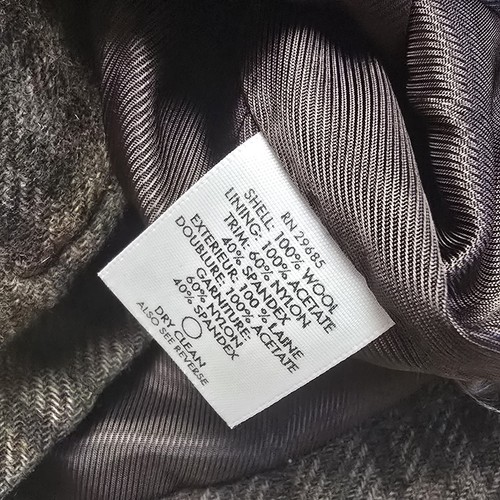 RN 29685
SHELL: 100% WOOL
LINING: 100% ACETATE
TRIM: 60% NYLON
40% SPANDEX
EXTERIEUR: 100% LAINE
DOUBLURE: 100% ACETATE
GARNITURE:
60% NYLON
40% SPANDEX
DRY CLEAN
ALSO SEE REVERSE